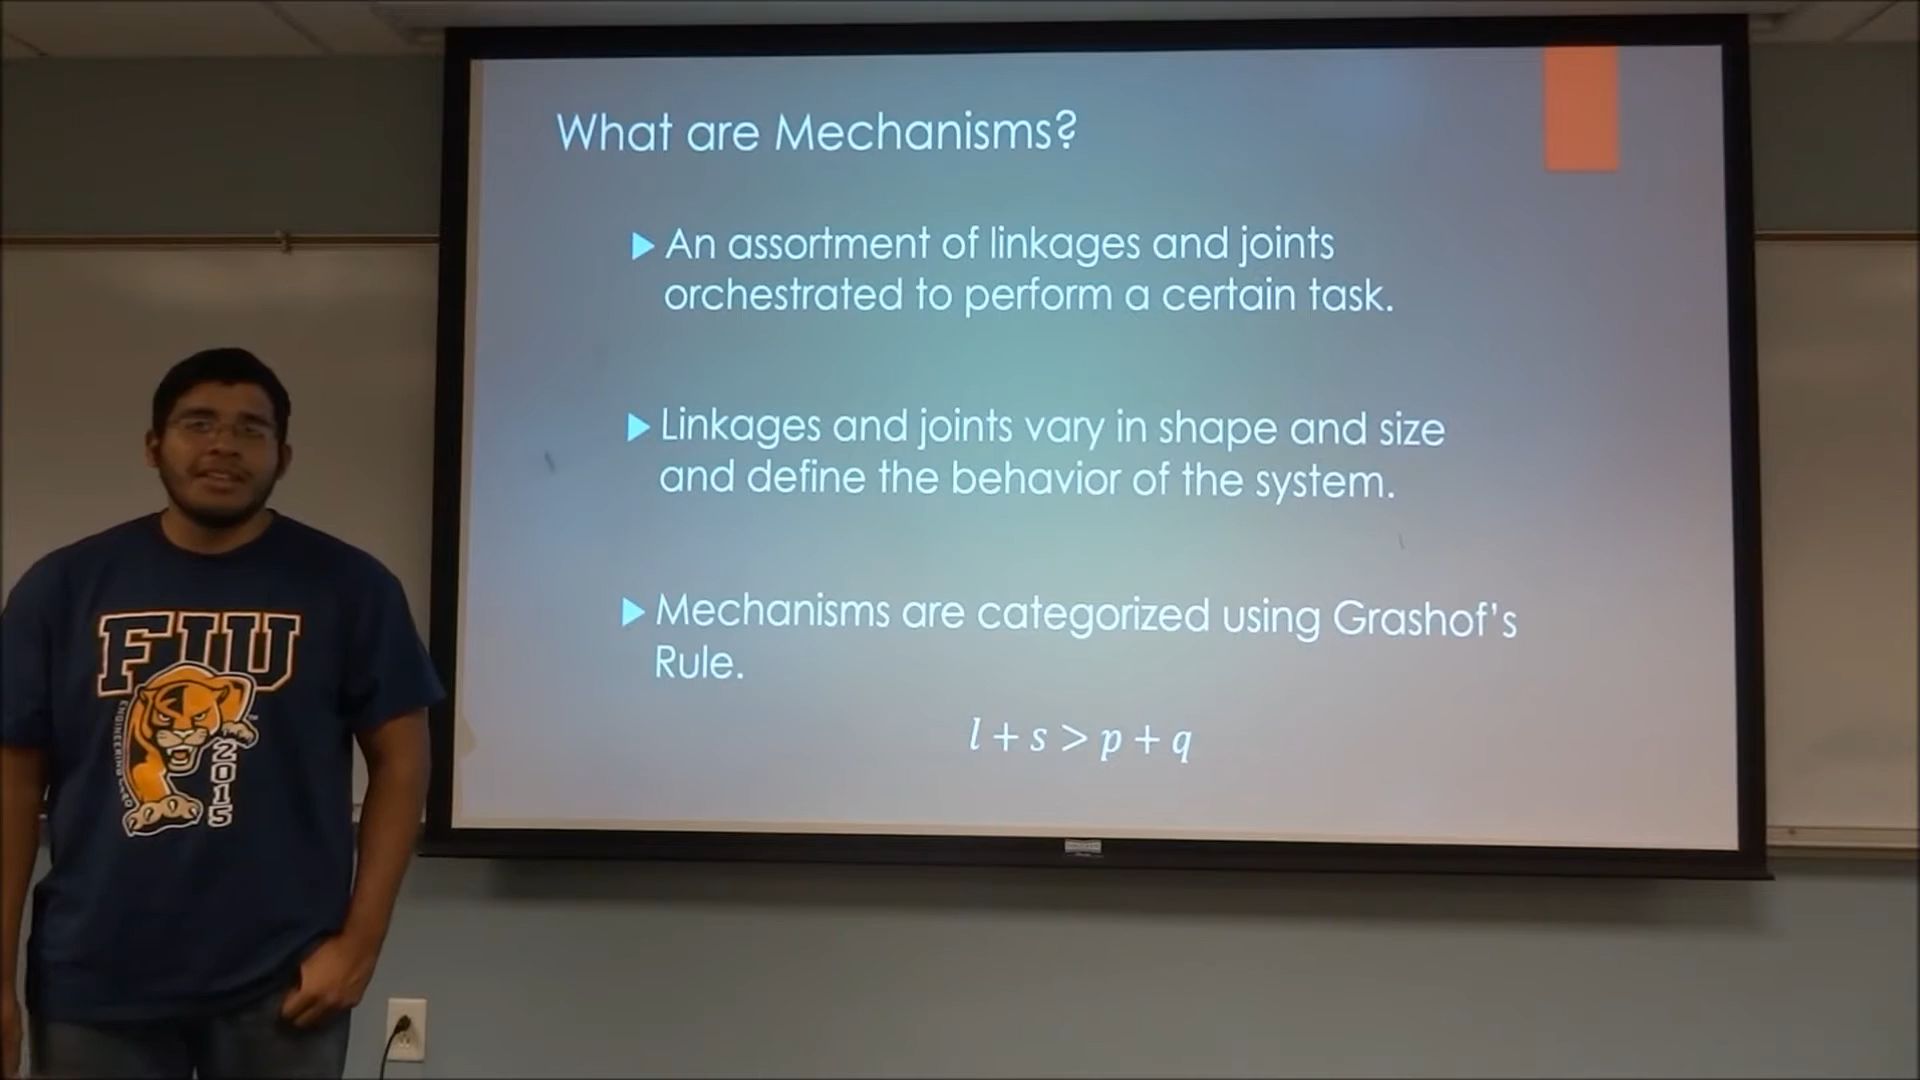 What are Mechanisms?
▶ An assortment of linkages and joints
orchestrated to perform a certain task.
▶ Linkages and joints vary in shape and size
and define the behavior of the system.
▶ Mechanisms are categorized using Grashof's
Rule.
l + s > p + q
FIU
2015